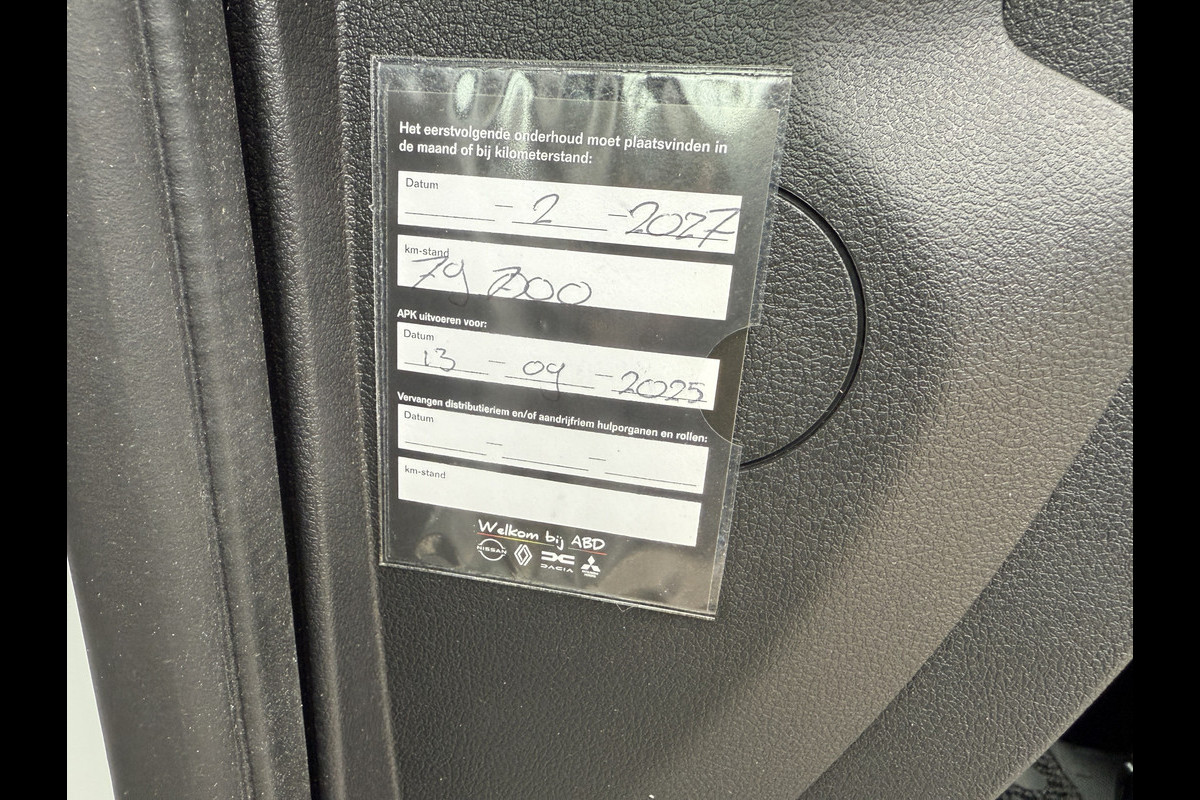 Het eerstvolgende onderhoud moet plaatsvinden in
de maand of bij kilometerstand:
Datum
- 2 - 2027
km-stand
APK uitvoeren voor:
Datum
13 - 09 - 2025
Vervangen distributieriem en/of aandrijfriem hulporganen en rollen:
Datum
km-stand
Welkom bij ABD
NISSAN DACIA